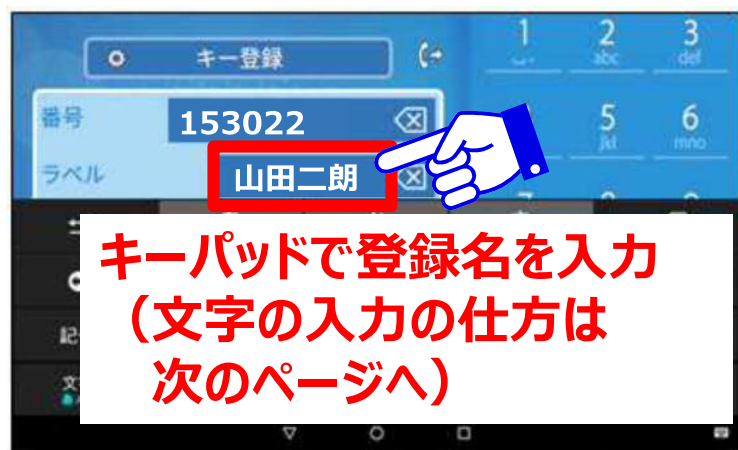 キー登録
1
2
abc
3
def
番号
153022
5
jkl
6
mno
ラベル
山田二朗
キーパッドで登録名を入力
（文字の入力の仕方は
次のページへ）